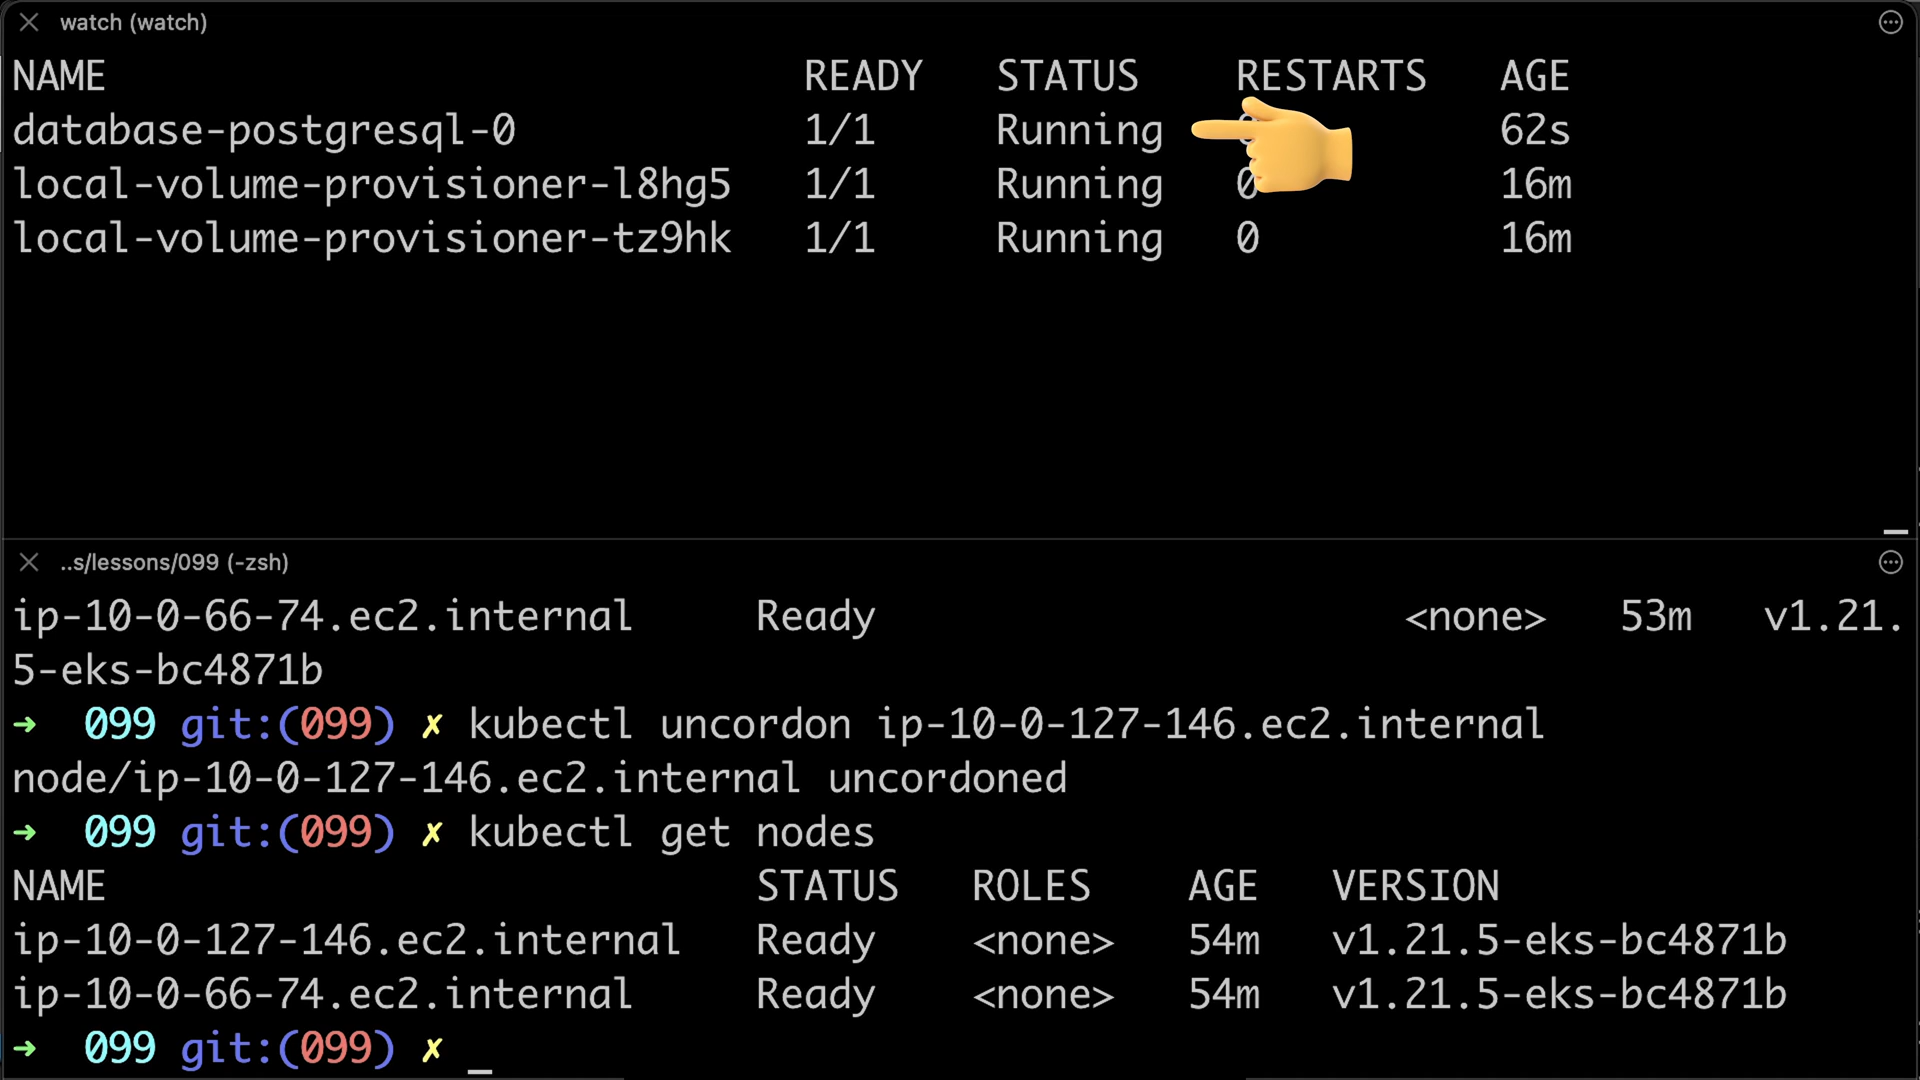 watch (watch)
NAME READY STATUS RESTARTS AGE
database-postgresql-0 1/1 Running 62s
local-volume-provisioner-l8hg5 1/1 Running 0 16m
local-volume-provisioner-tz9hk 1/1 Running 0 16m
..s/lessons/099 (-zsh)
ip-10-0-66-74.ec2.internal Ready <none> 53m v1.21.
5-eks-bc4871b
➜ 099 git:(099) ✗ kubectl uncordon ip-10-0-127-146.ec2.internal
node/ip-10-0-127-146.ec2.internal uncordoned
➜ 099 git:(099) ✗ kubectl get nodes
NAME STATUS ROLES AGE VERSION
ip-10-0-127-146.ec2.internal Ready <none> 54m v1.21.5-eks-bc4871b
ip-10-0-66-74.ec2.internal Ready <none> 54m v1.21.5-eks-bc4871b
➜ 099 git:(099) ✗ _